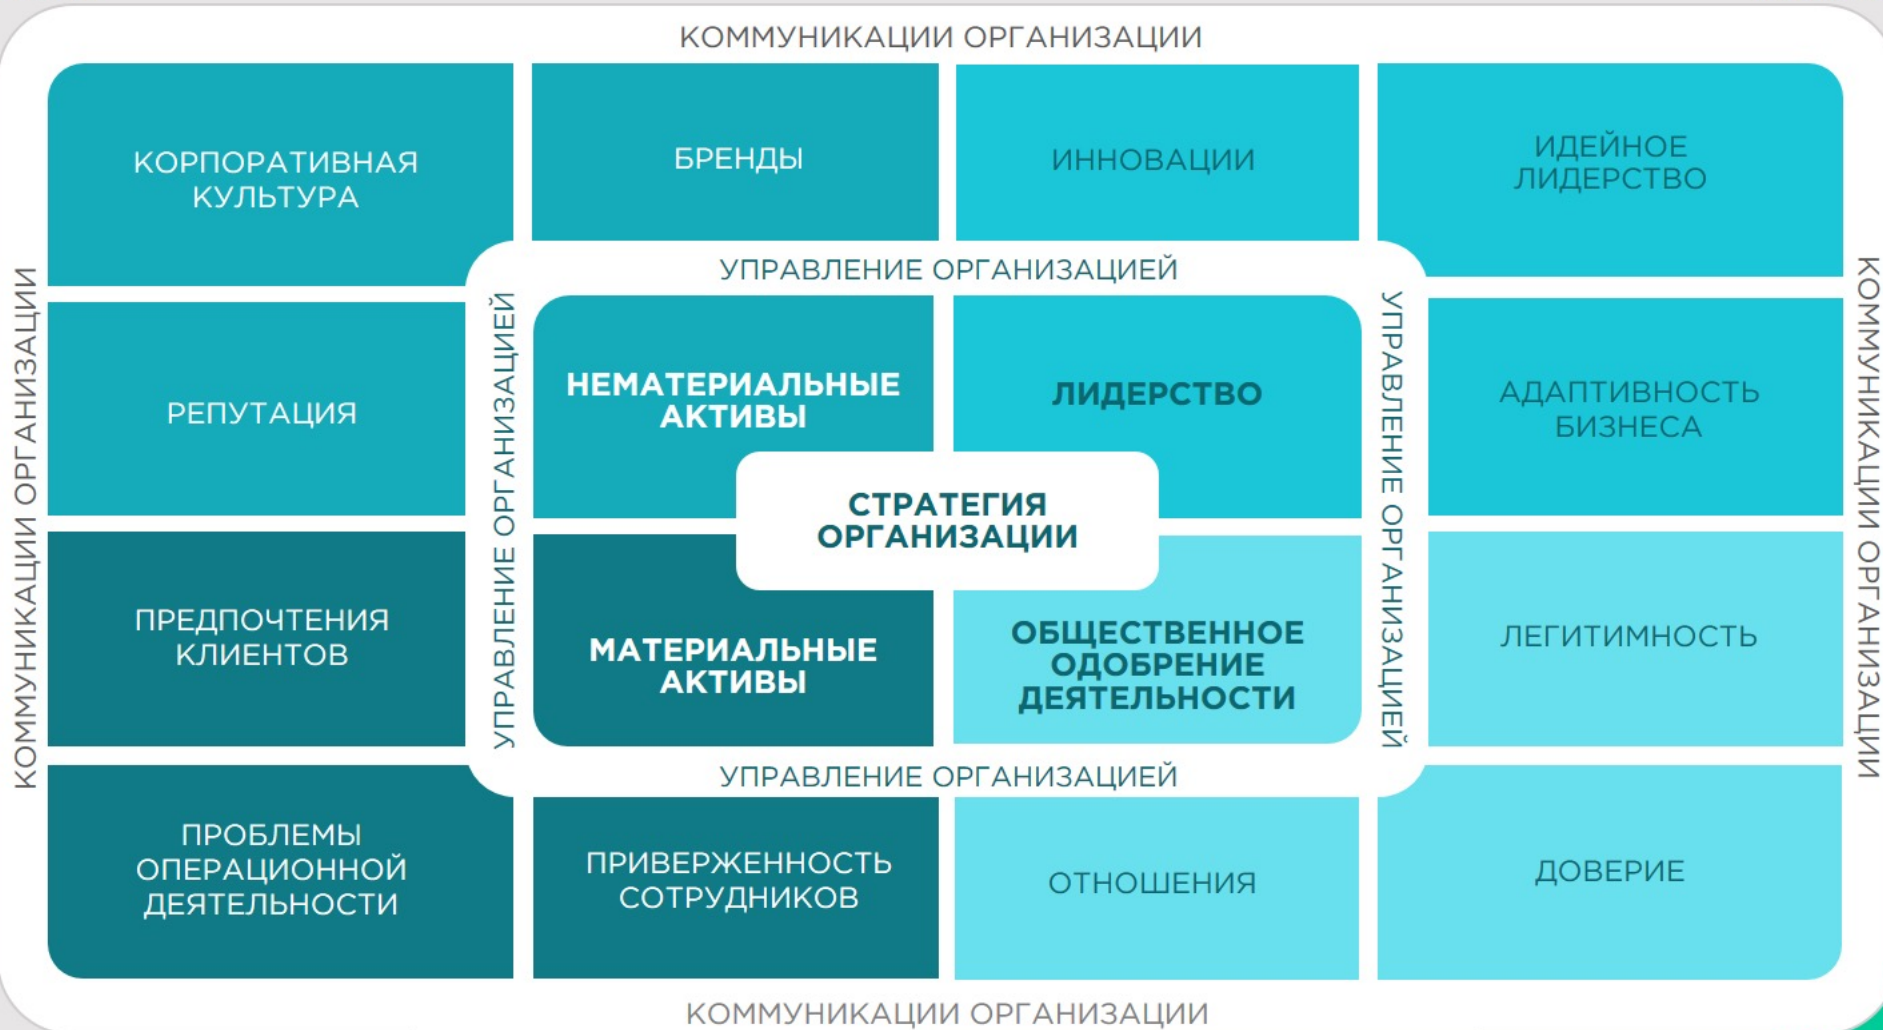 КОММУНИКАЦИИ ОРГАНИЗАЦИИ
КОРПОРАТИВНАЯ
КУЛЬТУРА
БРЕНДЫ
ИННОВАЦИИ
ИДЕЙНОЕ
ЛИДЕРСТВО
КОММУНИКАЦИИ ОРГАНИЗАЦИИ
РЕПУТАЦИЯ
УПРАВЛЕНИЕ ОРГАНИЗАЦИЕЙ
УПРАВЛЕНИЕ ОРГАНИЗАЦИЕЙ
НЕМАТЕРИАЛЬНЫЕ
АКТИВЫ
ЛИДЕРСТВО
УПРАВЛЕНИЕ ОРГАНИЗАЦИЕЙ
АДАПТИВНОСТЬ
БИЗНЕСА
КОММУНИКАЦИИ ОРГАНИЗАЦИИ
СТРАТЕГИЯ
ОРГАНИЗАЦИИ
ПРЕДПОЧТЕНИЯ
КЛИЕНТОВ
МАТЕРИАЛЬНЫЕ
АКТИВЫ
ОБЩЕСТВЕННОЕ
ОДОБРЕНИЕ
ДЕЯТЕЛЬНОСТИ
ЛЕГИТИМНОСТЬ
УПРАВЛЕНИЕ ОРГАНИЗАЦИЕЙ
ПРОБЛЕМЫ
ОПЕРАЦИОННОЙ
ДЕЯТЕЛЬНОСТИ
ПРИВЕРЖЕННОСТЬ
СОТРУДНИКОВ
ОТНОШЕНИЯ
ДОВЕРИЕ
КОММУНИКАЦИИ ОРГАНИЗАЦИИ